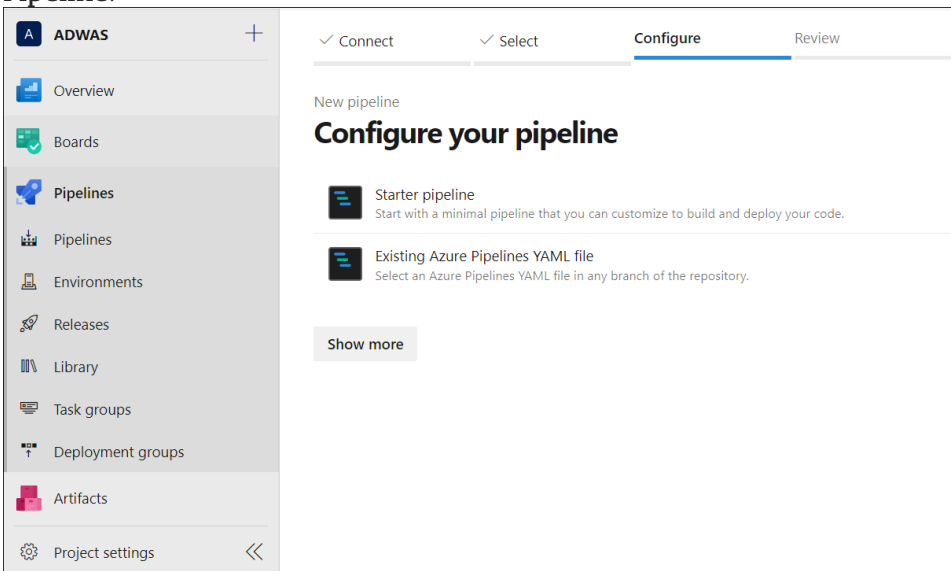 Pipeline.
A ADWAS +
Overview
Boards
Pipelines
Pipelines
Environments
Releases
Library
Task groups
Deployment groups
Artifacts
Project settings
Connect
Select
Configure
Review
New pipeline
Configure your pipeline
Starter pipeline
Start with a minimal pipeline that you can customize to build and deploy your code.
Existing Azure Pipelines YAML file
Select an Azure Pipelines YAML file in any branch of the repository.
Show more